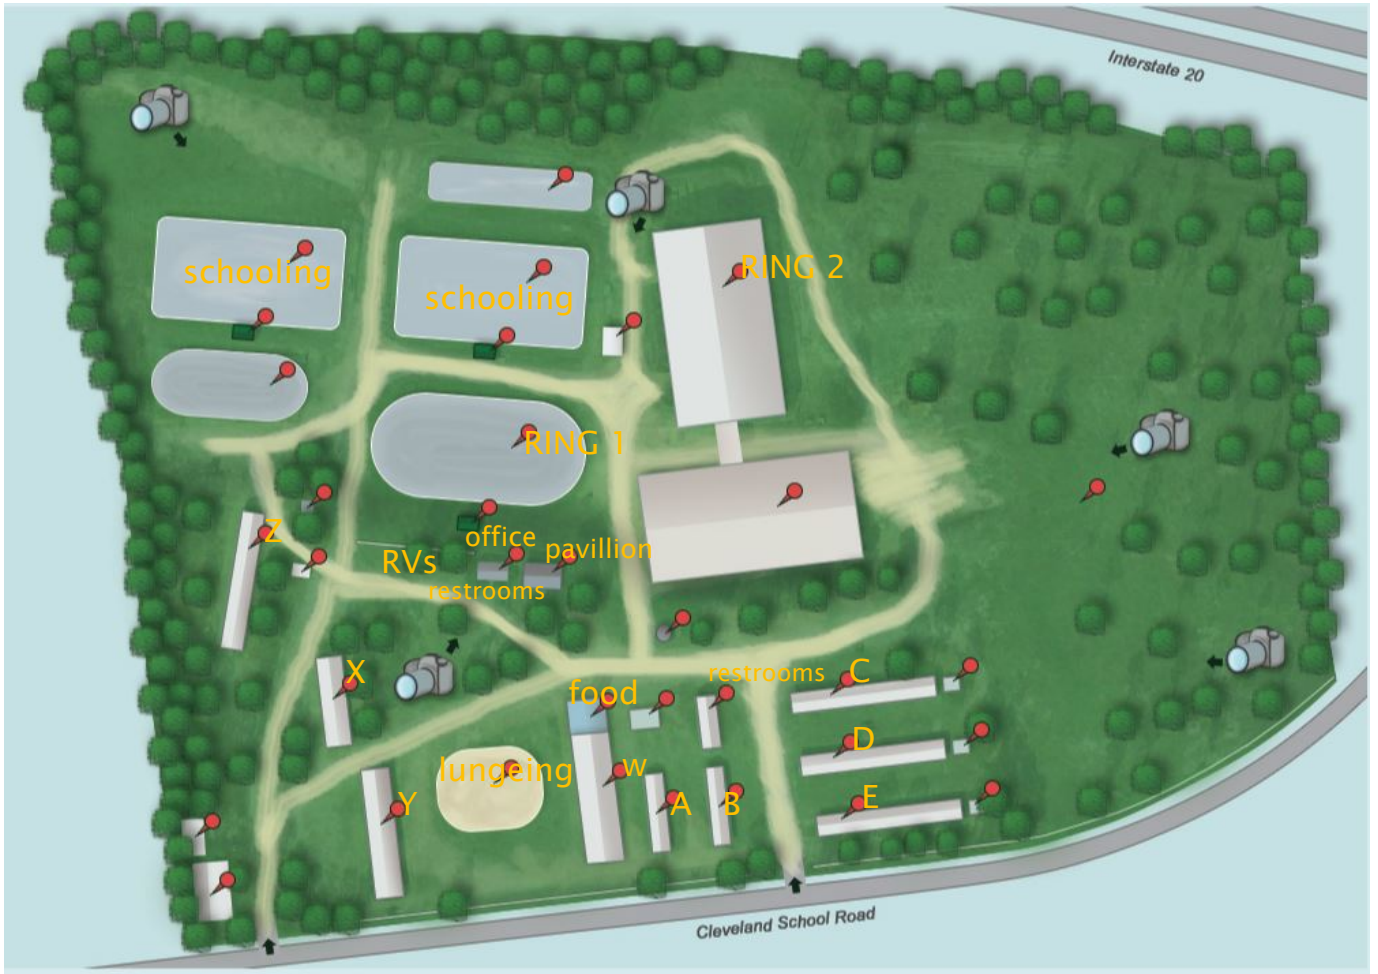 Interstate 20
RING 2
schooling
schooling
RING 1
Z
office
pavillion
RVs
restrooms
X
restrooms
C
food
D
lungeing
w
Y
A
B
E
Cleveland School Road